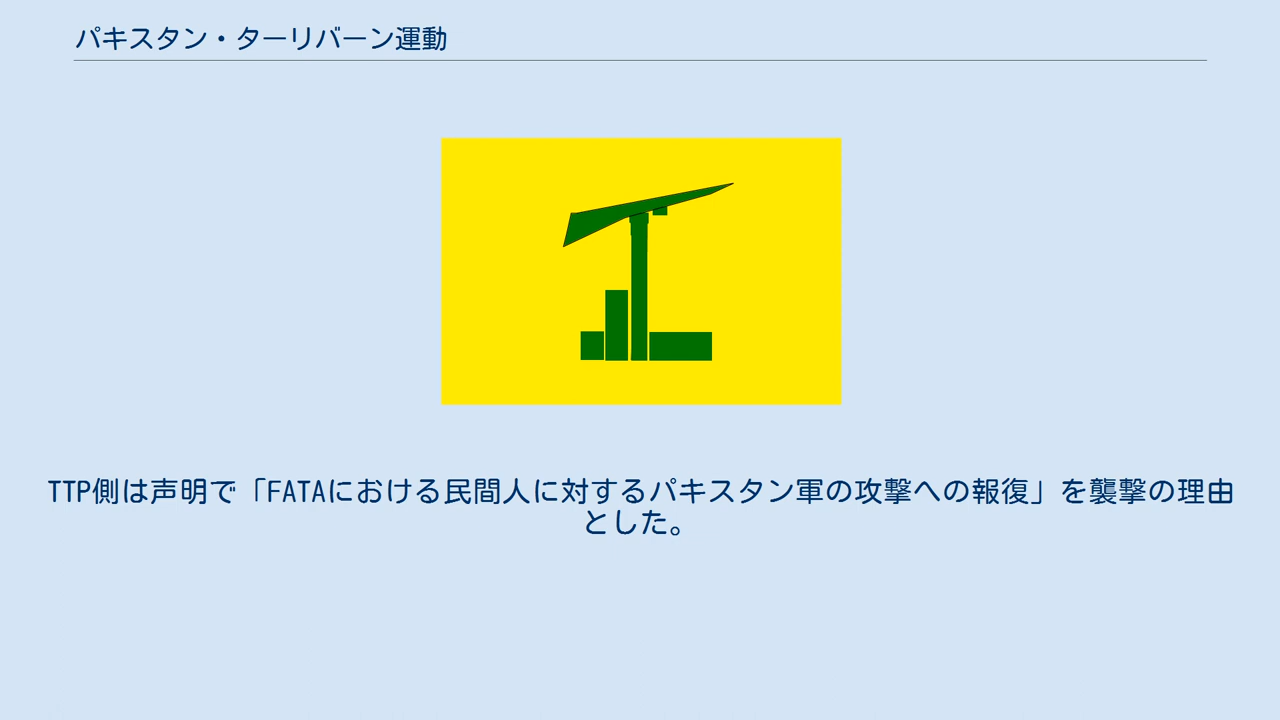 パキスタン・ターリバーン運動
TTP側は声明で「FATAにおける民間人に対するパキスタン軍の攻撃への報復」を襲撃の理由
とした。